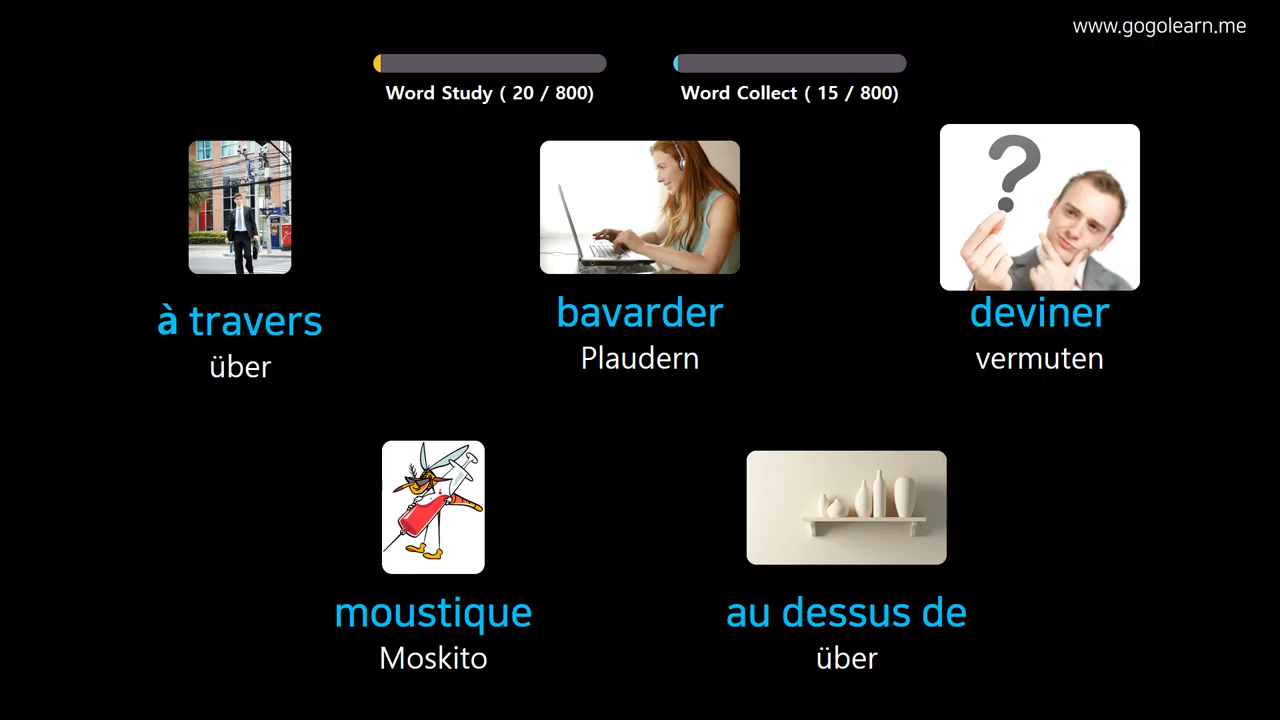 www.gogolearn.me
Word Study ( 20 / 800)
Word Collect ( 15 / 800)
à travers
über
bavarder
Plaudern
deviner
vermuten
moustique
Moskito
au dessus de
über